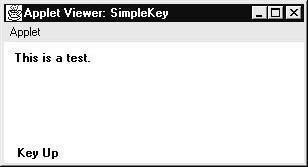 Applet Viewer: SimpleKey
Applet
This is a test.
Key Up